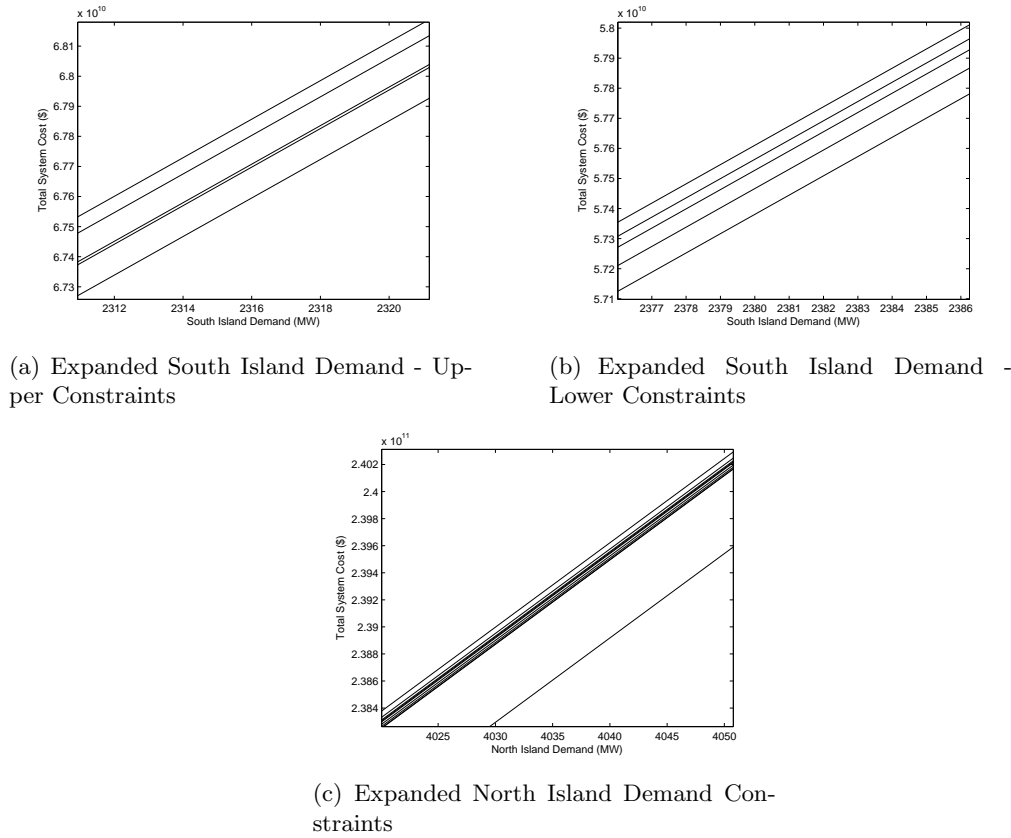 x 10^10
6.81
6.8
6.79
6.78
6.77
6.76
6.75
6.74
6.73
Total System Cost ($)
2312 2314 2316 2318 2320
South Island Demand (MW)
x 10^10
5.8
5.79
5.78
5.77
5.76
5.75
5.74
5.73
5.72
5.71
Total System Cost ($)
2377 2378 2379 2380 2381 2382 2383 2384 2385 2386
South Island Demand (MW)
(a) Expanded South Island Demand - Up-
per Constraints
(b) Expanded South Island Demand -
Lower Constraints
x 10^11
2.402
2.4
2.398
2.396
2.394
2.392
2.39
2.388
2.386
2.384
Total System Cost ($)
4025 4030 4035 4040 4045 4050
North Island Demand (MW)
(c) Expanded North Island Demand Con-
straints